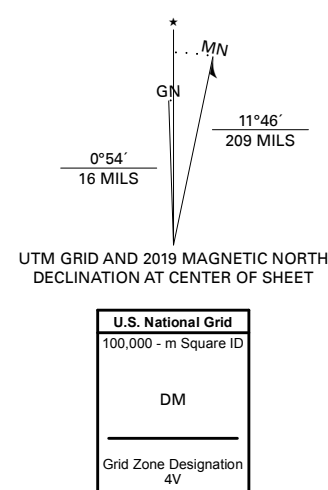 ★
MN
GN
11°46´
209 MILS
0°54´
16 MILS
UTM GRID AND 2019 MAGNETIC NORTH
DECLINATION AT CENTER OF SHEET
U.S. National Grid
100,000 - m Square ID
DM
Grid Zone Designation
4V